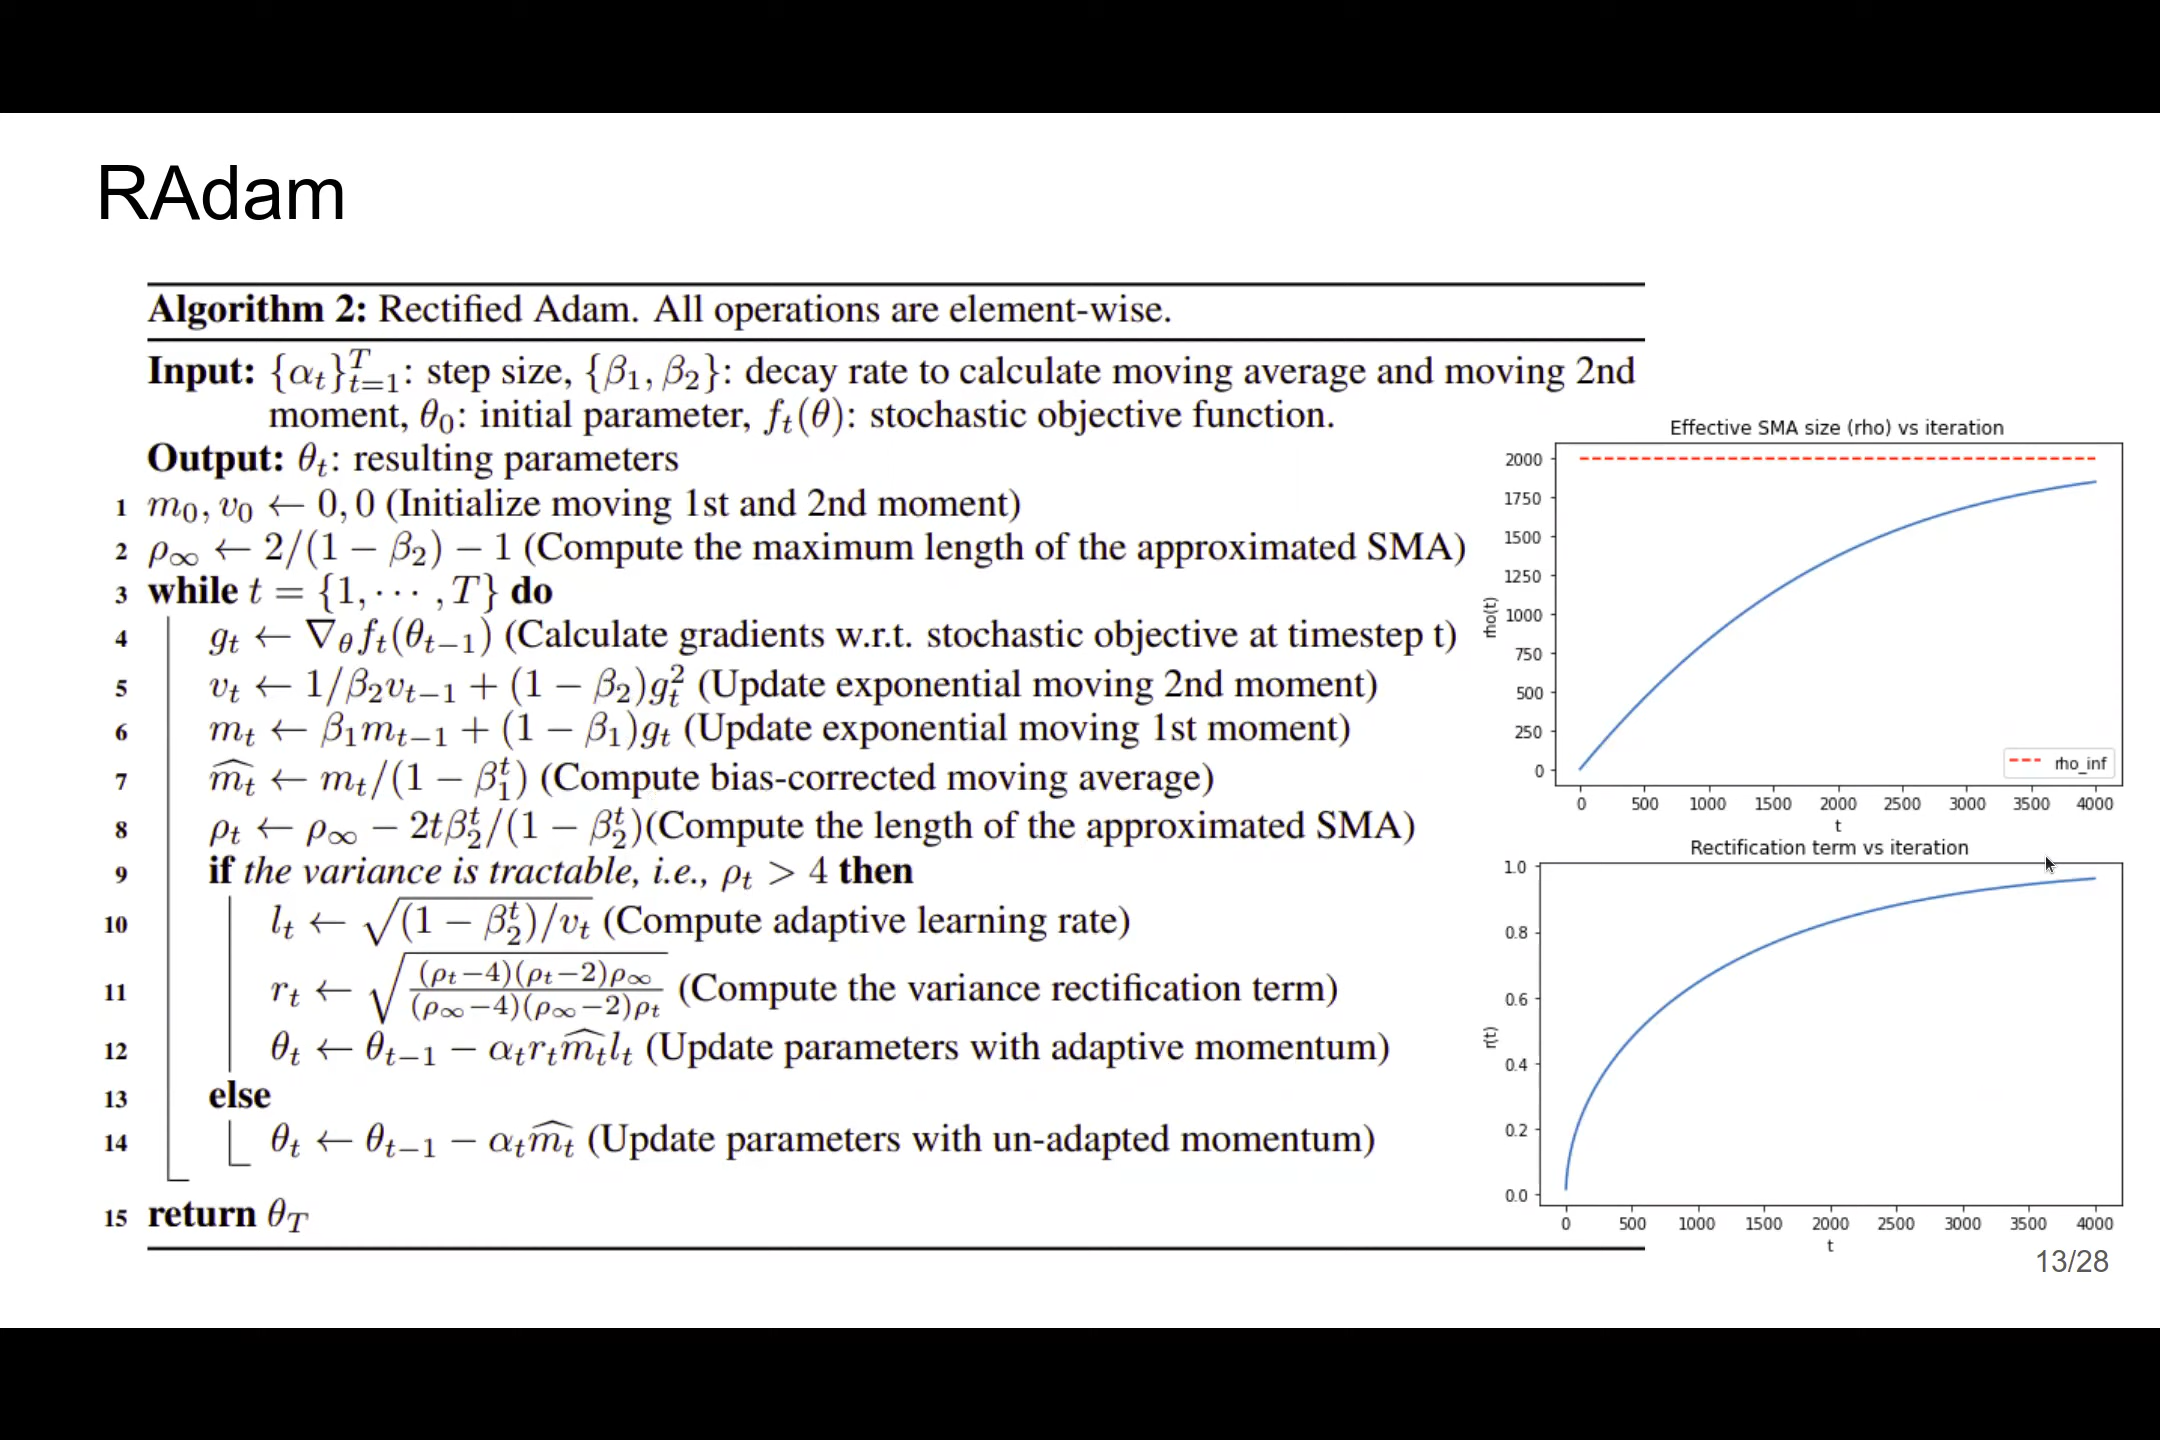 RAdam
Algorithm 2: Rectified Adam. All operations are element-wise.
Input: {α_t}_{t=1}^T: step size, {β_1, β_2}: decay rate to calculate moving average and moving 2nd
moment, θ_0: initial parameter, f_t(θ): stochastic objective function.
Output: θ_t: resulting parameters
1 m_0, v_0 ← 0, 0 (Initialize moving 1st and 2nd moment)
2 ρ_∞ ← 2/(1 − β_2) − 1 (Compute the maximum length of the approximated SMA)
3 while t = {1, ⋯ , T} do
4 g_t ← ∇_θ f_t(θ_{t−1}) (Calculate gradients w.r.t. stochastic objective at timestep t)
5 v_t ← 1/β_2 v_{t−1} + (1 − β_2)g_t^2 (Update exponential moving 2nd moment)
6 m_t ← β_1 m_{t−1} + (1 − β_1)g_t (Update exponential moving 1st moment)
7 \widehat{m_t} ← m_t/(1 − β_1^t) (Compute bias-corrected moving average)
8 ρ_t ← ρ_∞ − 2tβ_2^t/(1 − β_2^t)(Compute the length of the approximated SMA)
9 if the variance is tractable, i.e., ρ_t > 4 then
10 l_t ← √((1 − β_2^t)/v_t) (Compute adaptive learning rate)
11 r_t ← √(((ρ_t−4)(ρ_t−2)ρ_∞)/((ρ_∞−4)(ρ_∞−2)ρ_t)) (Compute the variance rectification term)
12 θ_t ← θ_{t−1} − α_t r_t \widehat{m_t} l_t (Update parameters with adaptive momentum)
13 else
14 θ_t ← θ_{t−1} − α_t \widehat{m_t} (Update parameters with un-adapted momentum)
15 return θ_T
Effective SMA size (rho) vs iteration
2000
1750
1500
1250
1000
750
500
250
0
rho(t)
rho_inf
0 500 1000 1500 2000 2500 3000 3500 4000
t
Rectification term vs iteration
1.0
0.8
0.6
0.4
0.2
0.0
r(t)
0 500 1000 1500 2000 2500 3000 3500 4000
t
13/28